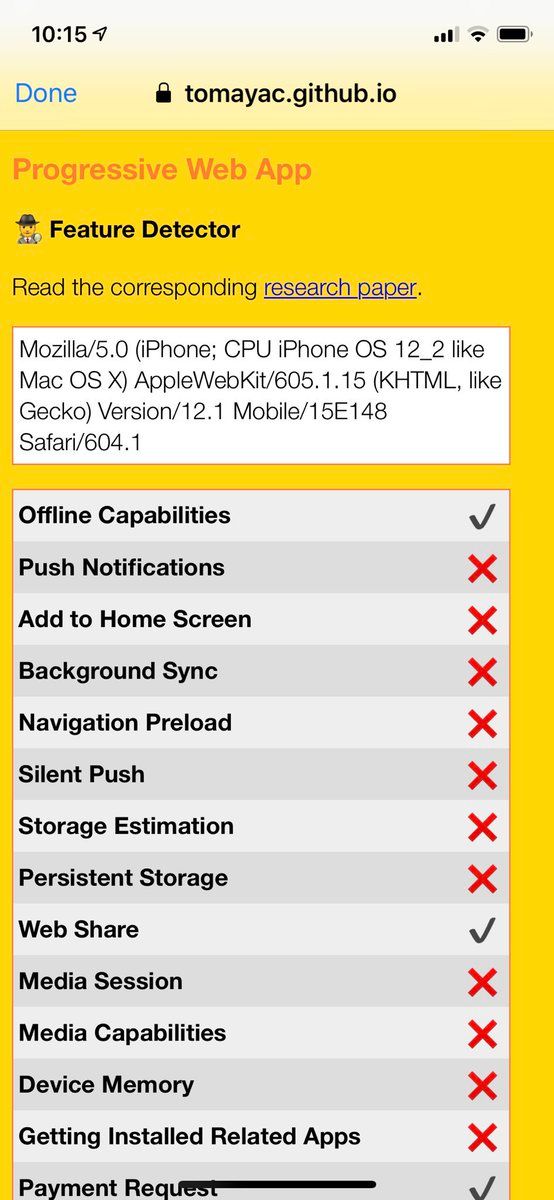 10:15
Done
tomayac.github.io
Progressive Web App
Feature Detector
Read the corresponding research paper.
Mozilla/5.0 (iPhone; CPU iPhone OS 12_2 like
Mac OS X) AppleWebKit/605.1.15 (KHTML, like
Gecko) Version/12.1 Mobile/15E148
Safari/604.1
Offline Capabilities
Push Notifications
Add to Home Screen
Background Sync
Navigation Preload
Silent Push
Storage Estimation
Persistent Storage
Web Share
Media Session
Media Capabilities
Device Memory
Getting Installed Related Apps
Payment Request